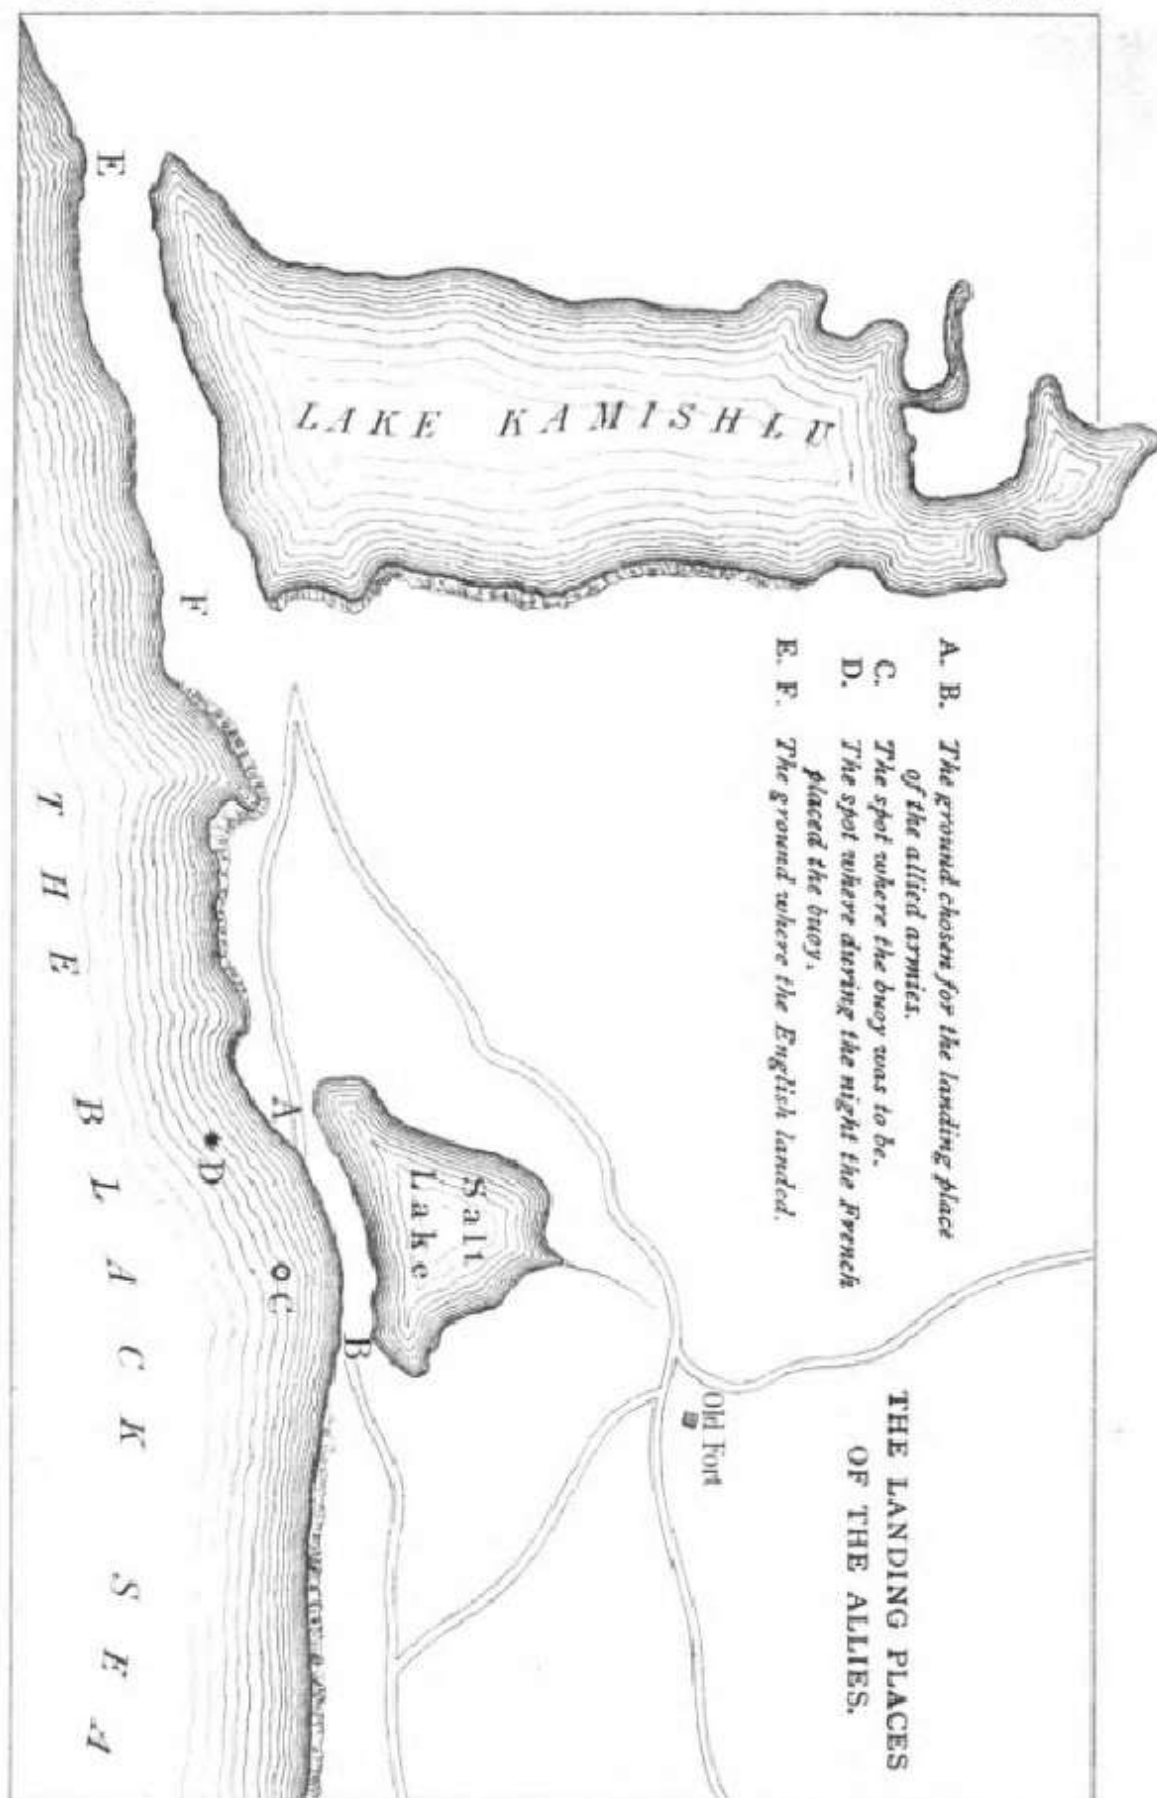 THE LANDING PLACES
OF THE ALLIES.
A. B. The ground chosen for the landing place
of the allied armies.
C. The spot where the buoy was to be.
D. The spot where during the night the French
placed the buoy.
E. F. The ground where the English landed.
LAKE KAMISHLU
Salt
Lake
Old Fort
E
F
A
B
D
C
THE BLACK SEA